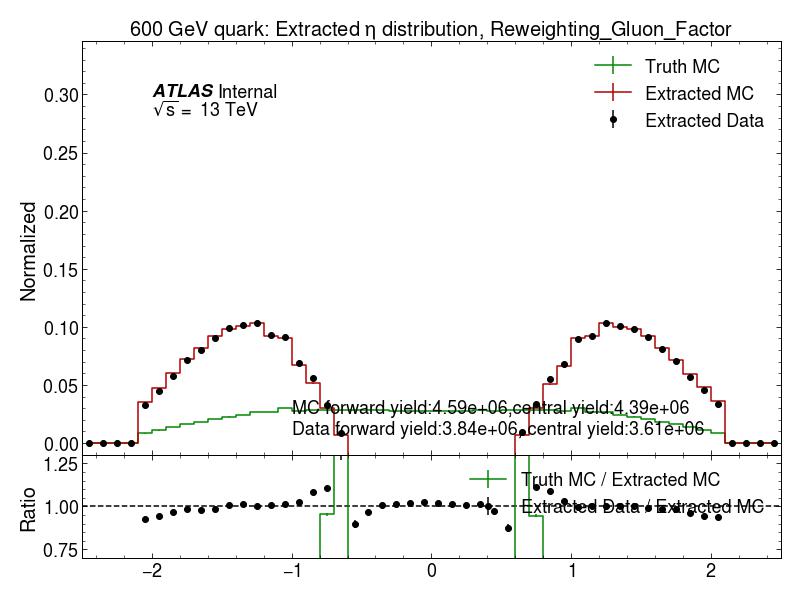 600 GeV quark: Extracted η distribution, Reweighting_Gluon_Factor
Normalized
0.30
0.25
0.20
0.15
0.10
0.05
0.00
ATLAS Internal
√s = 13 TeV
Truth MC
Extracted MC
Extracted Data
MC forward yield:4.59e+06,central yield:4.39e+06
Data forward yield:3.84e+06, central yield:3.61e+06
Ratio
1.25
1.00
0.75
Truth MC / Extracted MC
Extracted Data / Extracted MC
−2
−1
0
1
2